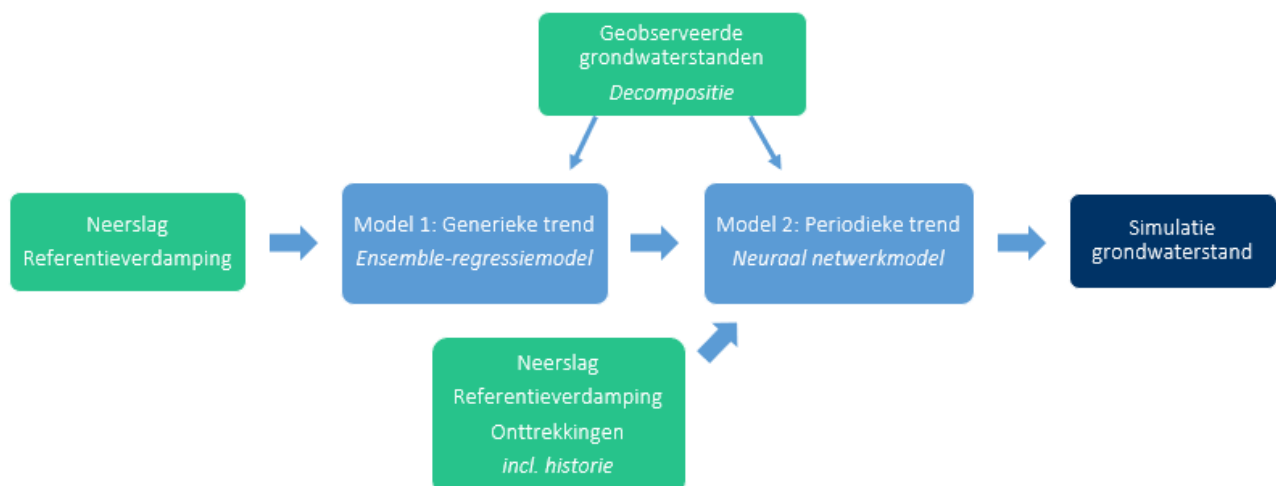 Geobserveerde
grondwaterstanden
Decompositie
Neerslag
Referentieverdamping
Model 1: Generieke trend
Ensemble-regressiemodel
Model 2: Periodieke trend
Neuraal netwerkmodel
Simulatie
grondwaterstand
Neerslag
Referentieverdamping
Onttrekkingen
incl. historie